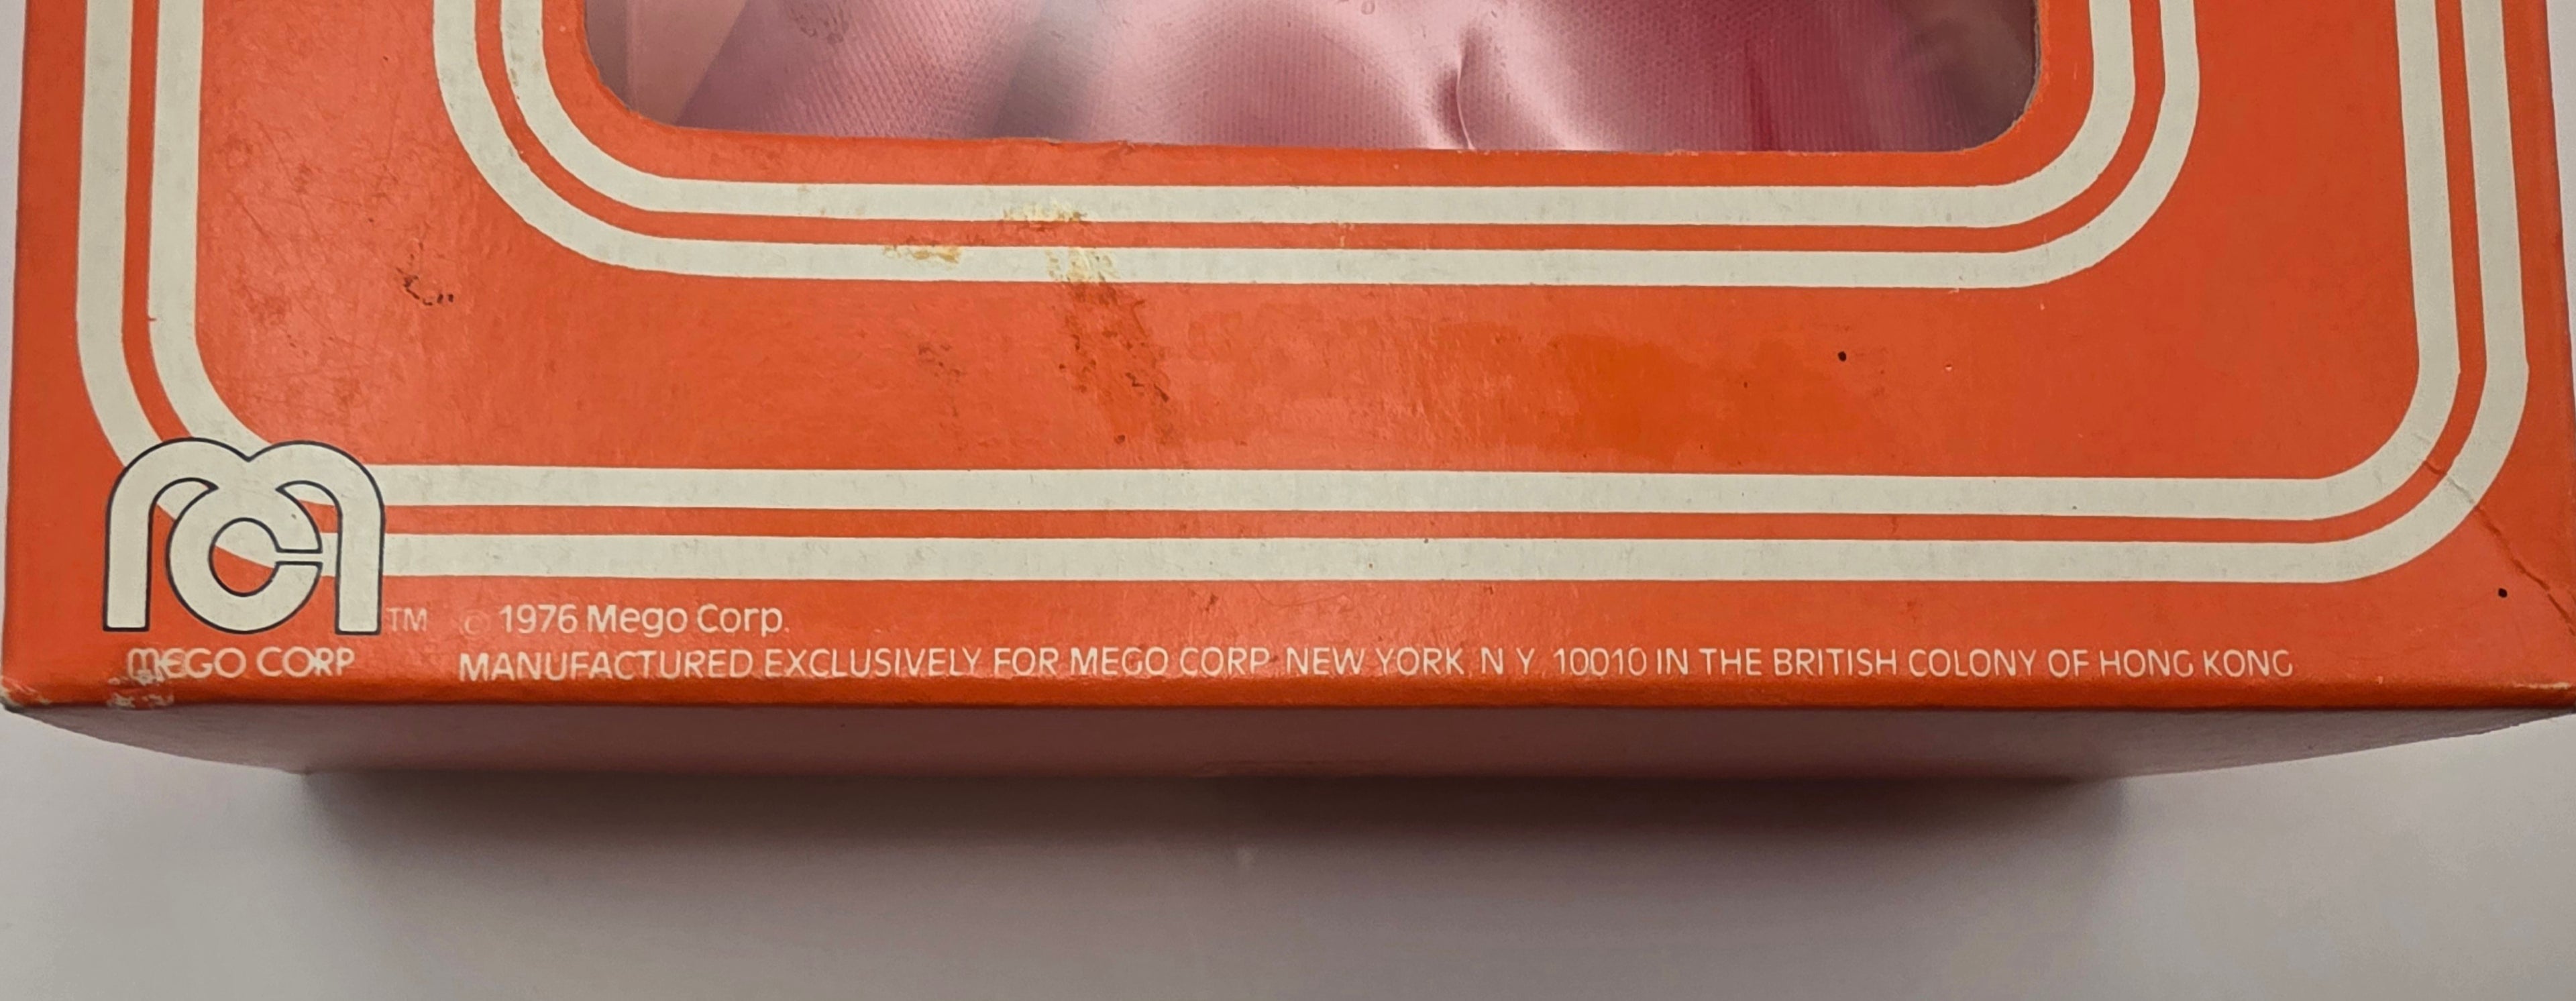 mc TM © 1976 Mego Corp.
MEGO CORP MANUFACTURED EXCLUSIVELY FOR MEGO CORP. NEW YORK, N Y 10010 IN THE BRITISH COLONY OF HONG KONG